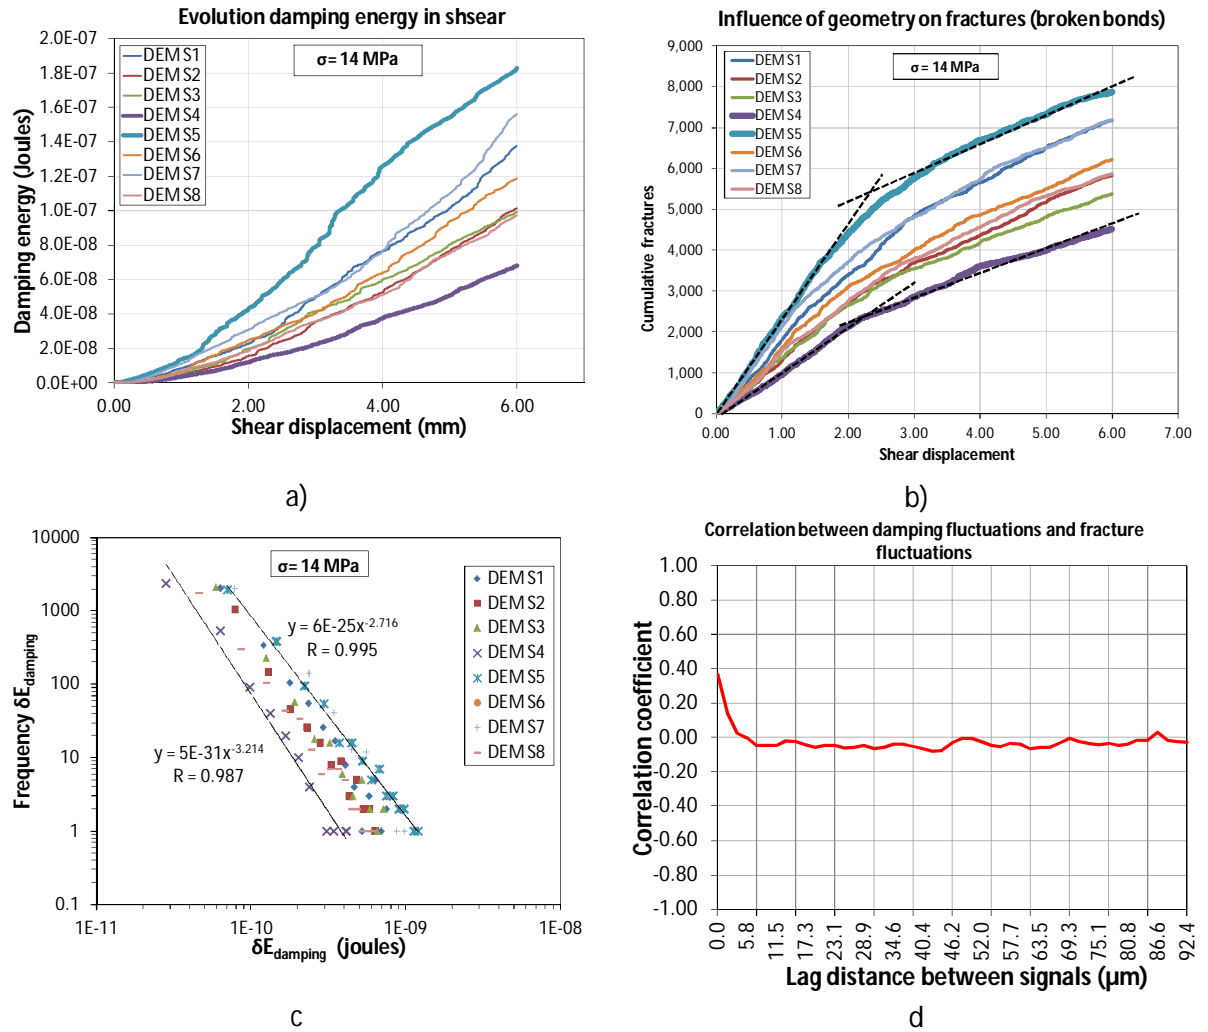 Evolution damping energy in shsear
2.0E-07
1.8E-07
1.6E-07
1.4E-07
1.2E-07
1.0E-07
8.0E-08
6.0E-08
4.0E-08
2.0E-08
0.0E+00
Damping energy (Joules)
DEM S1
DEM S2
DEM S3
DEM S4
DEM S5
DEM S6
DEM S7
DEM S8
σ= 14 MPa
0.00 2.00 4.00 6.00
Shear displacement (mm)
a)
Influence of geometry on fractures (broken bonds)
9,000
8,000
7,000
6,000
5,000
4,000
3,000
2,000
1,000
0
Cumulative fractures
DEM S1
DEM S2
DEM S3
DEM S4
DEM S5
DEM S6
DEM S7
DEM S8
σ= 14 MPa
0.00 1.00 2.00 3.00 4.00 5.00 6.00 7.00
Shear displacement
b)
10000
1000
100
10
1
0.1
Frequency δEdamping
σ= 14 MPa
y = 6E-25x-2.716
R = 0.995
y = 5E-31x-3.214
R = 0.987
DEM S1
DEM S2
DEM S3
DEM S4
DEM S5
DEM S6
DEM S7
DEM S8
1E-11 1E-10 1E-09 1E-08
δEdamping (joules)
c
Correlation between damping fluctuations and fracture
fluctuations
1.00
0.80
0.60
0.40
0.20
0.00
-0.20
-0.40
-0.60
-0.80
-1.00
Correlation coefficient
0.0 5.8 11.5 17.3 23.1 28.9 34.6 40.4 46.2 52.0 57.7 63.5 69.3 75.1 80.8 86.6 92.4
Lag distance between signals (μm)
d